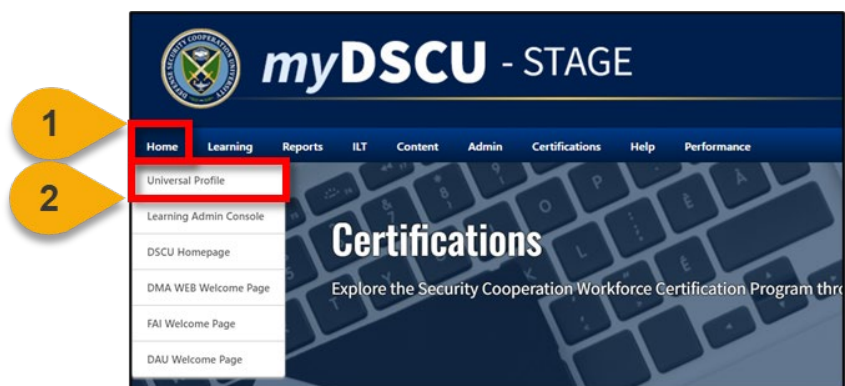 myDSCU - STAGE
1
Home Learning Reports ILT Content Admin Certifications Help Performance
2
Universal Profile
Learning Admin Console
DSCU Homepage
DMA WEB Welcome Page
FAI Welcome Page
DAU Welcome Page
Certifications
Explore the Security Cooperation Workforce Certification Program thro